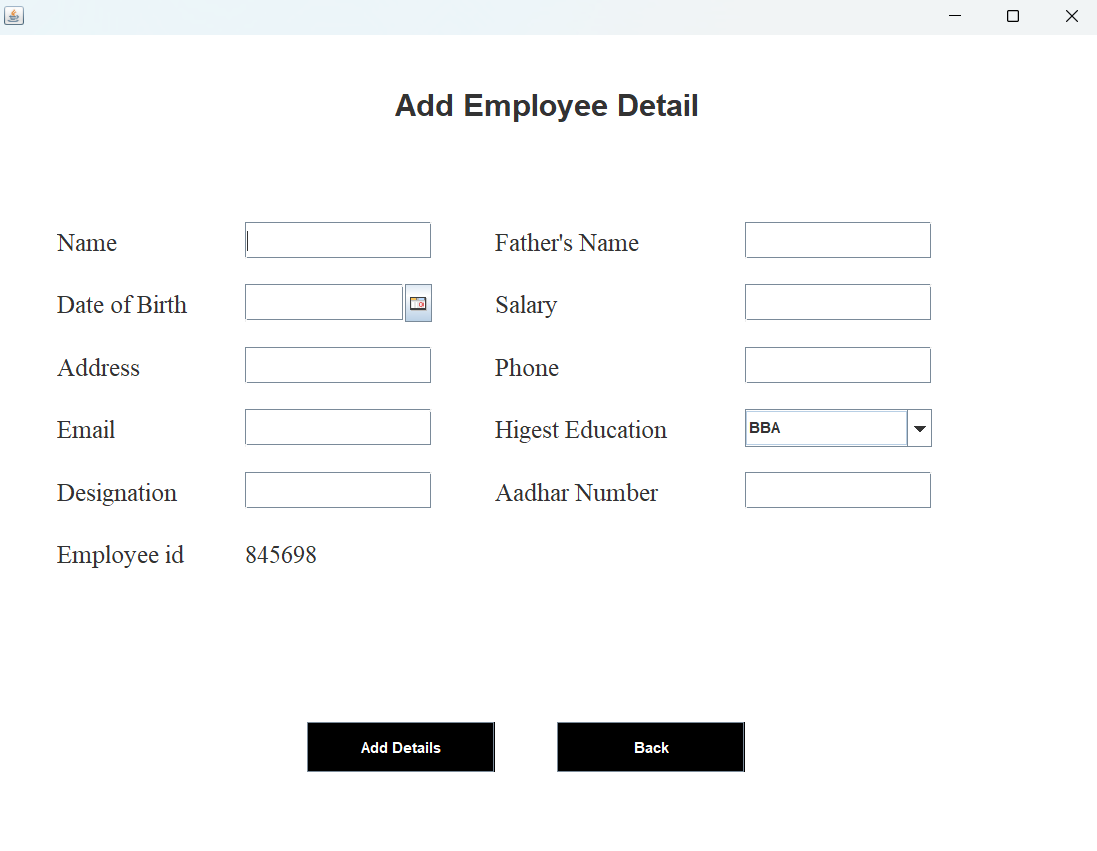 Add Employee Detail
Name
Father's Name
Date of Birth
Salary
Address
Phone
Email
Higest Education BBA
Designation
Aadhar Number
Employee id 845698
Add Details
Back